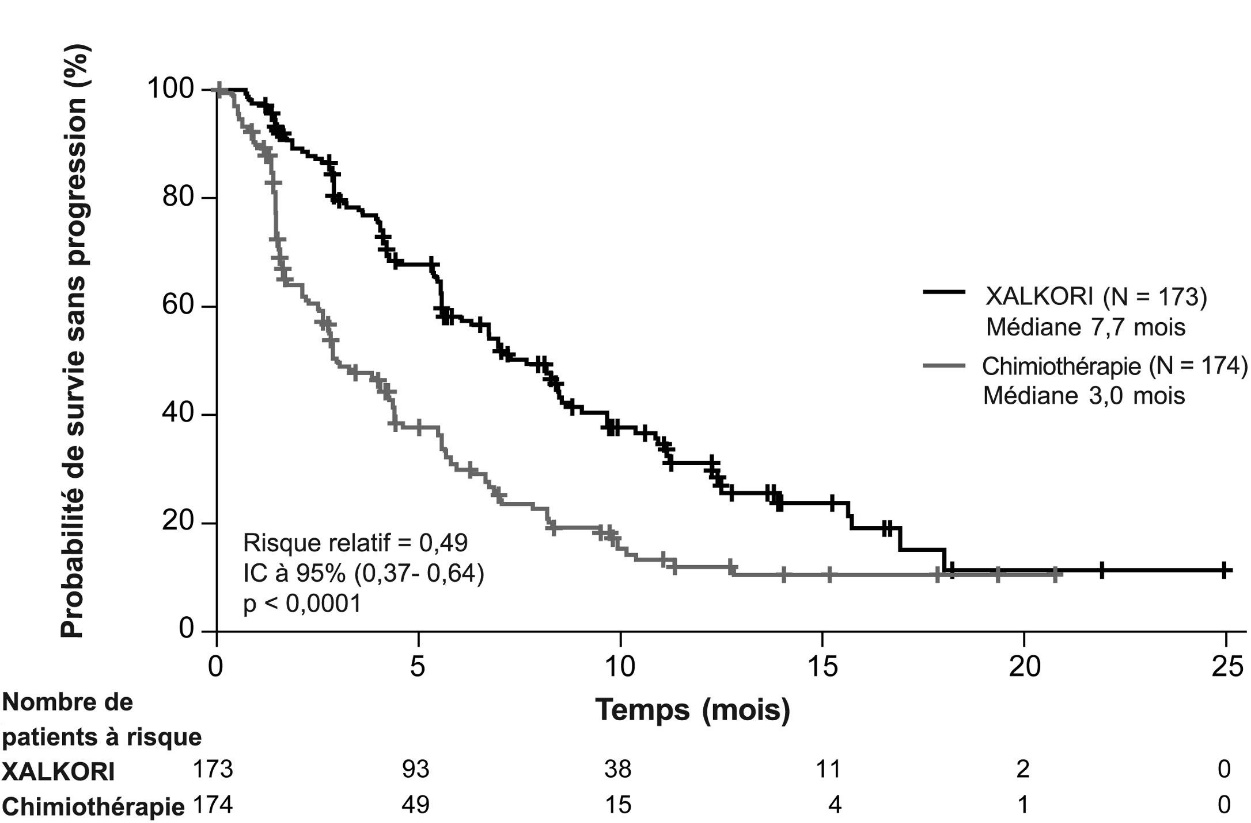 Probabilité de survie sans progression (%)
100
80
60
40
20
0
XALKORI (N = 173)
Médiane 7,7 mois
Chimiothérapie (N = 174)
Médiane 3,0 mois
Risque relatif = 0,49
IC à 95% (0,37- 0,64)
p < 0,0001
0 5 10 15 20 25
Temps (mois)
Nombre de
patients à risque
XALKORI 173 93 38 11 2 0
Chimiothérapie 174 49 15 4 1 0